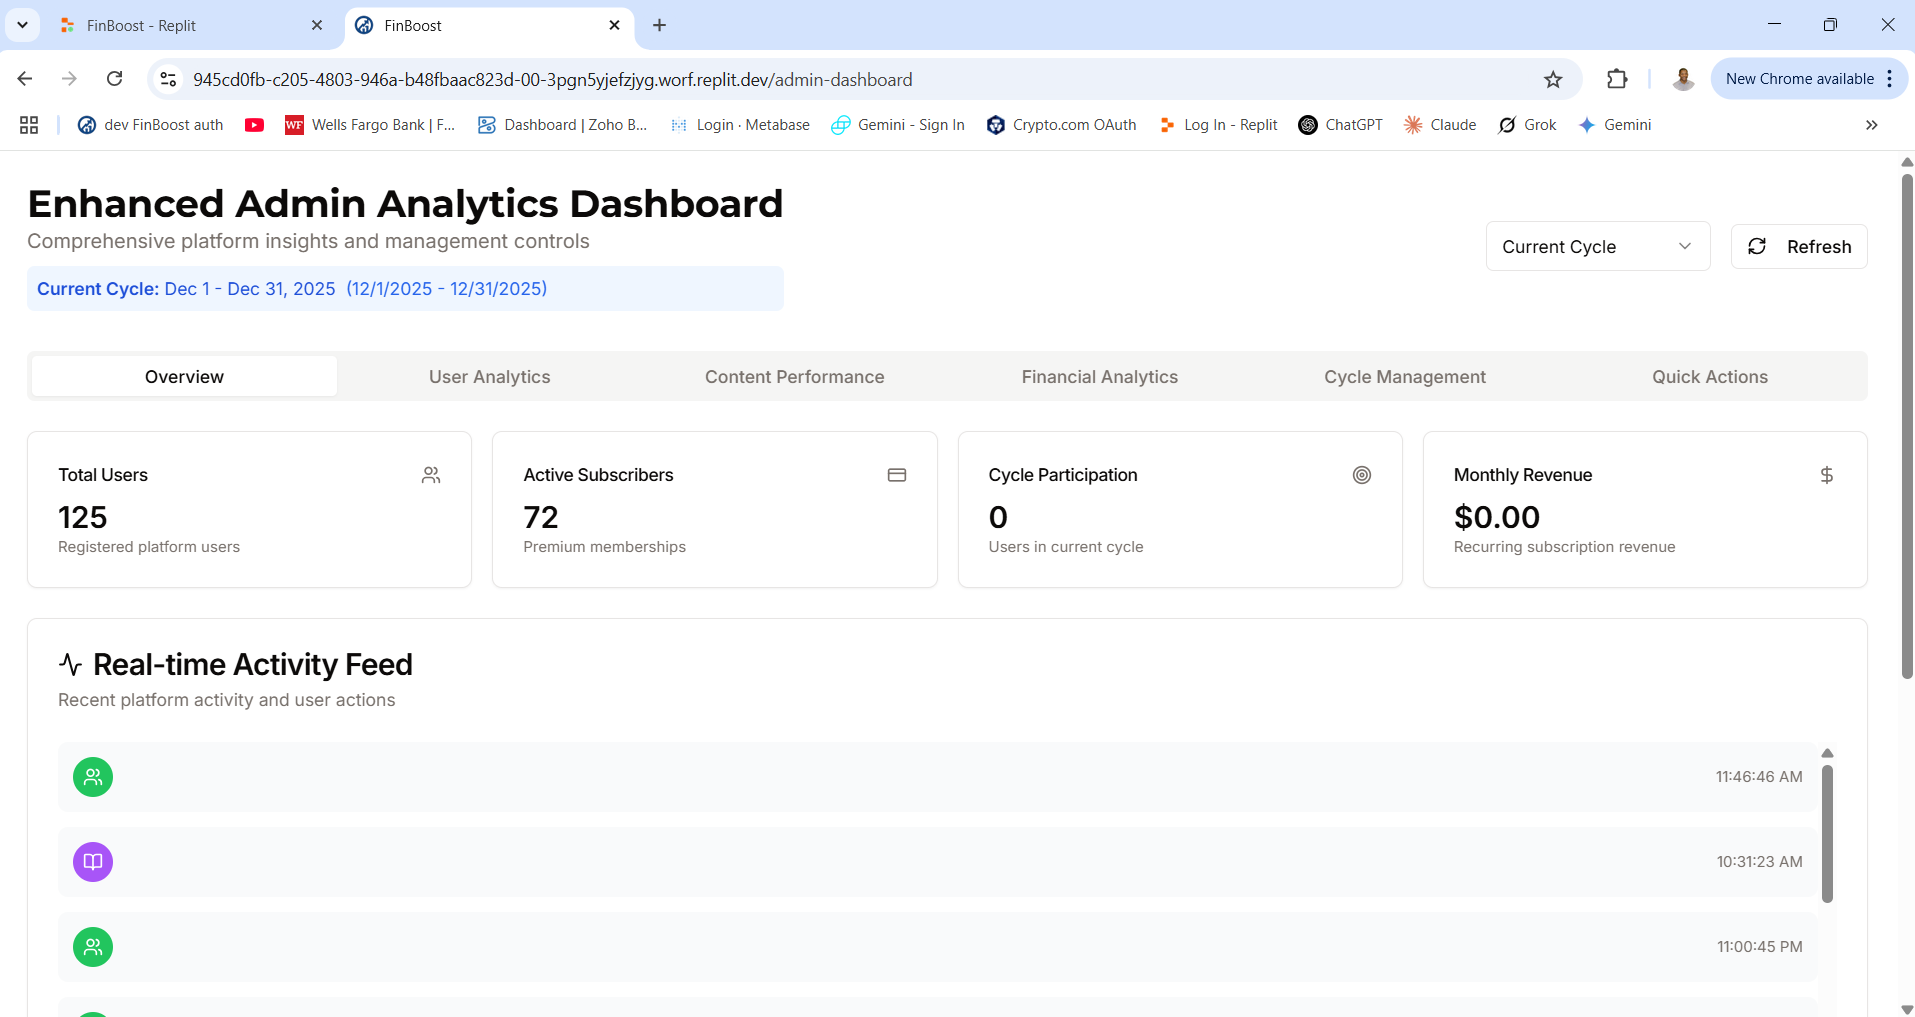 FinBoost - Replit
FinBoost
945cd0fb-c205-4803-946a-b48fbaac823d-00-3pgn5yjefzjyg.worf.replit.dev/admin-dashboard
New Chrome available
dev FinBoost auth
WF Wells Fargo Bank | F...
Dashboard | Zoho B...
Login · Metabase
Gemini - Sign In
Crypto.com OAuth
Log In - Replit
ChatGPT
Claude
Grok
Gemini
Enhanced Admin Analytics Dashboard
Comprehensive platform insights and management controls
Current Cycle: Dec 1 - Dec 31, 2025 (12/1/2025 - 12/31/2025)
Current Cycle
Refresh
Overview
User Analytics
Content Performance
Financial Analytics
Cycle Management
Quick Actions
Total Users
125
Registered platform users
Active Subscribers
72
Premium memberships
Cycle Participation
0
Users in current cycle
Monthly Revenue
$
$0.00
Recurring subscription revenue
Real-time Activity Feed
Recent platform activity and user actions
11:46:46 AM
10:31:23 AM
11:00:45 PM